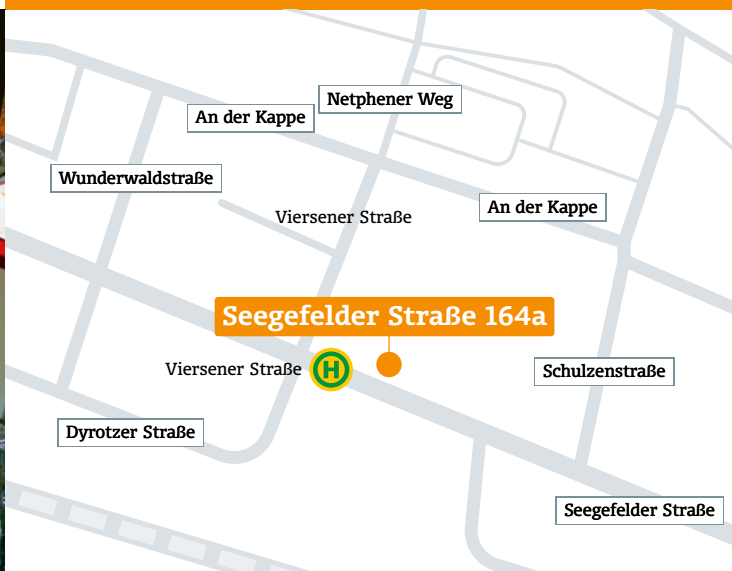 Netphener Weg
An der Kappe
Wunderwaldstraße
An der Kappe
Viersener Straße
Seegefelder Straße 164a
Viersener Straße
H
Schulzenstraße
Dyrotzer Straße
Seegefelder Straße